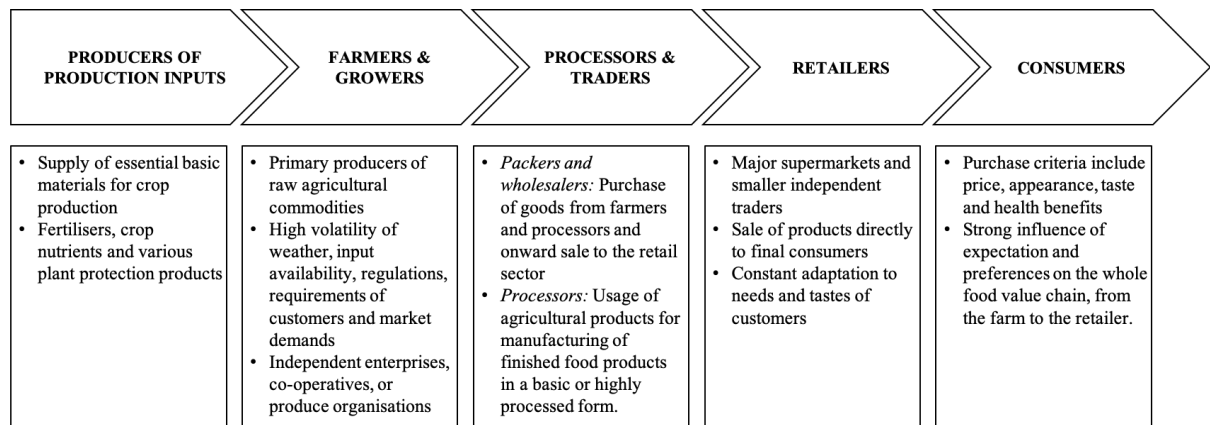 PRODUCERS OF
PRODUCTION INPUTS
FARMERS &
GROWERS
PROCESSORS &
TRADERS
RETAILERS
CONSUMERS
• Supply of essential basic
materials for crop
production
• Fertilisers, crop
nutrients and various
plant protection products
• Primary producers of
raw agricultural
commodities
• High volatility of
weather, input
availability, regulations,
requirements of
customers and market
demands
• Independent enterprises,
co-operatives, or
produce organisations
• Packers and
wholesalers: Purchase
of goods from farmers
and processors and
onward sale to the retail
sector
• Processors: Usage of
agricultural products for
manufacturing of
finished food products
in a basic or highly
processed form.
• Major supermarkets and
smaller independent
traders
• Sale of products directly
to final consumers
• Constant adaptation to
needs and tastes of
customers
• Purchase criteria include
price, appearance, taste
and health benefits
• Strong influence of
expectation and
preferences on the whole
food value chain, from
the farm to the retailer.